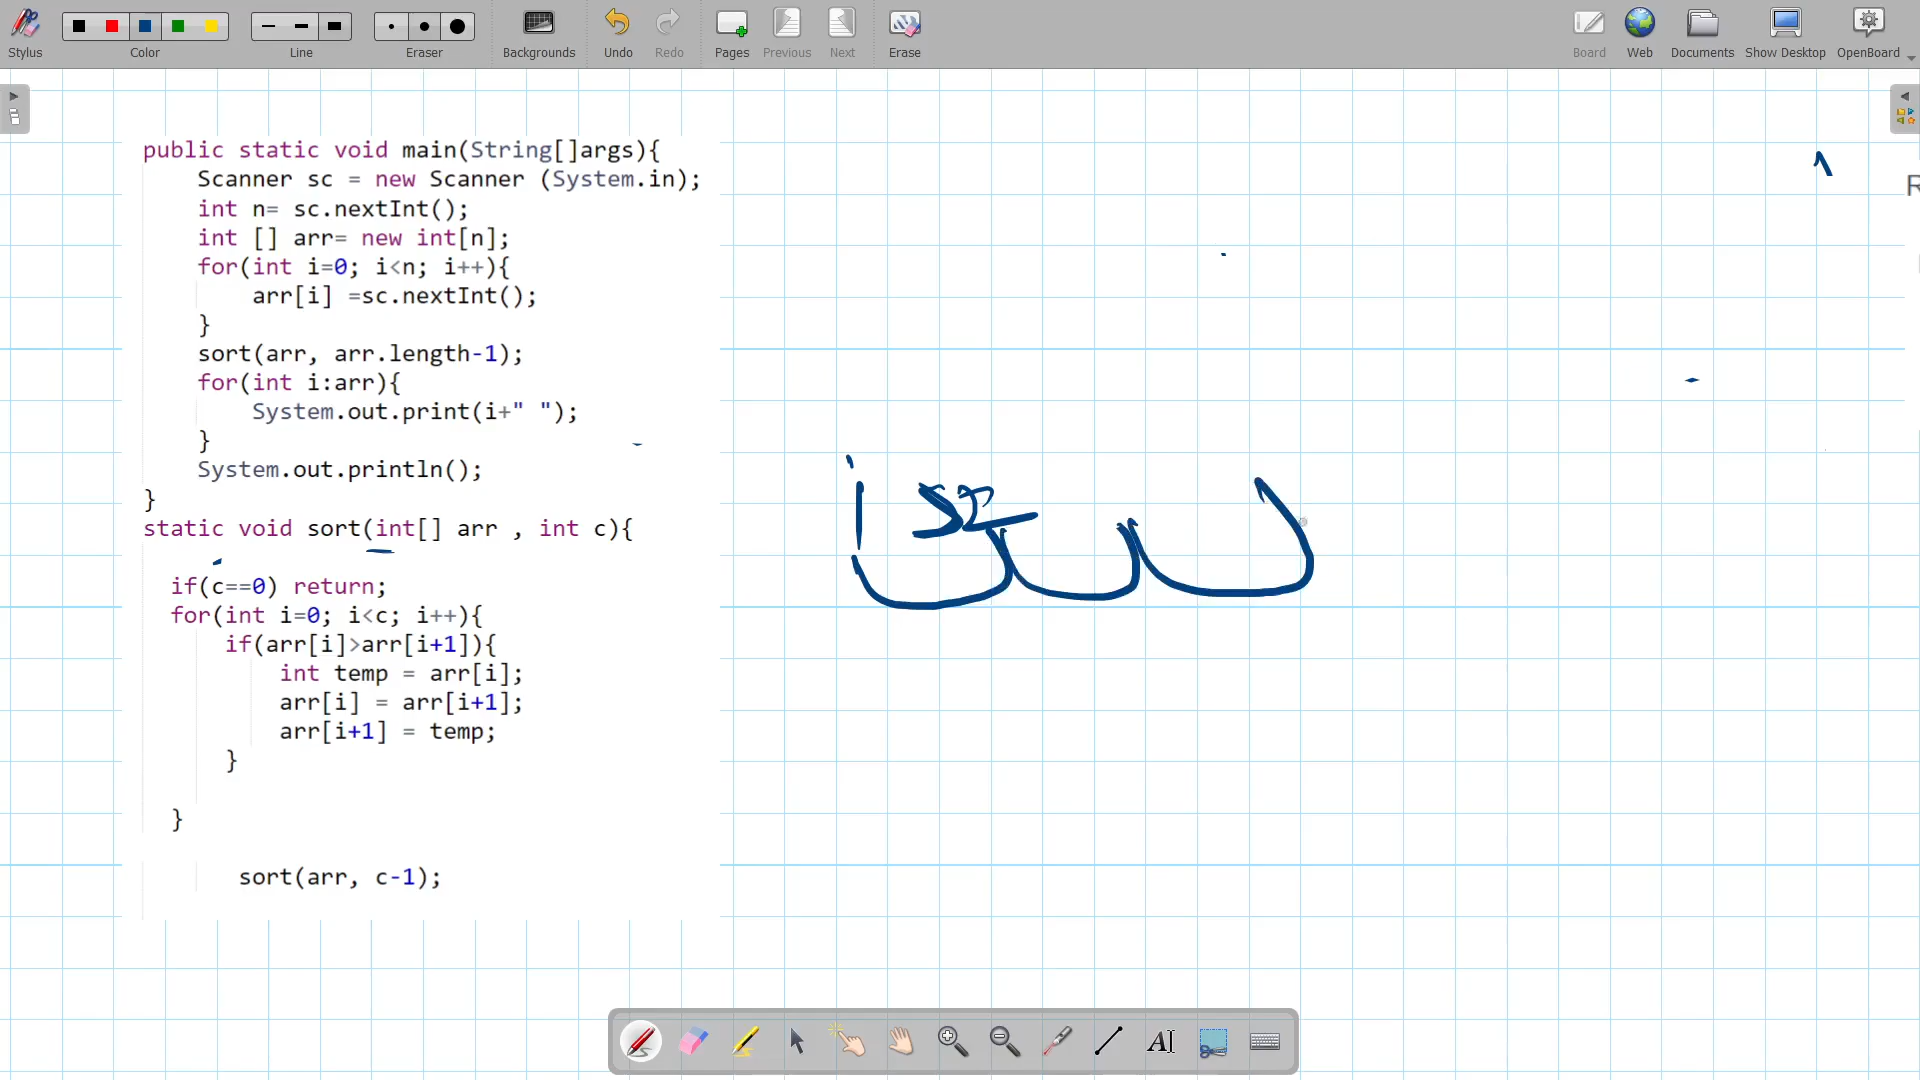 Stylus Color Line Eraser Backgrounds Undo Redo Pages Previous Next Erase Board Web Documents Show Desktop OpenBoard
public static void main(String[]args){
Scanner sc = new Scanner (System.in);
int n= sc.nextInt();
int [] arr= new int[n];
for(int i=0; i<n; i++){
arr[i] =sc.nextInt();
}
sort(arr, arr.length-1);
for(int i:arr){
System.out.print(i+" ");
}
System.out.println();
}
static void sort(int[] arr , int c){
if(c==0) return;
for(int i=0; i<c; i++){
if(arr[i]>arr[i+1]){
int temp = arr[i];
arr[i] = arr[i+1];
arr[i+1] = temp;
}
}
sort(arr, c-1);
R
i